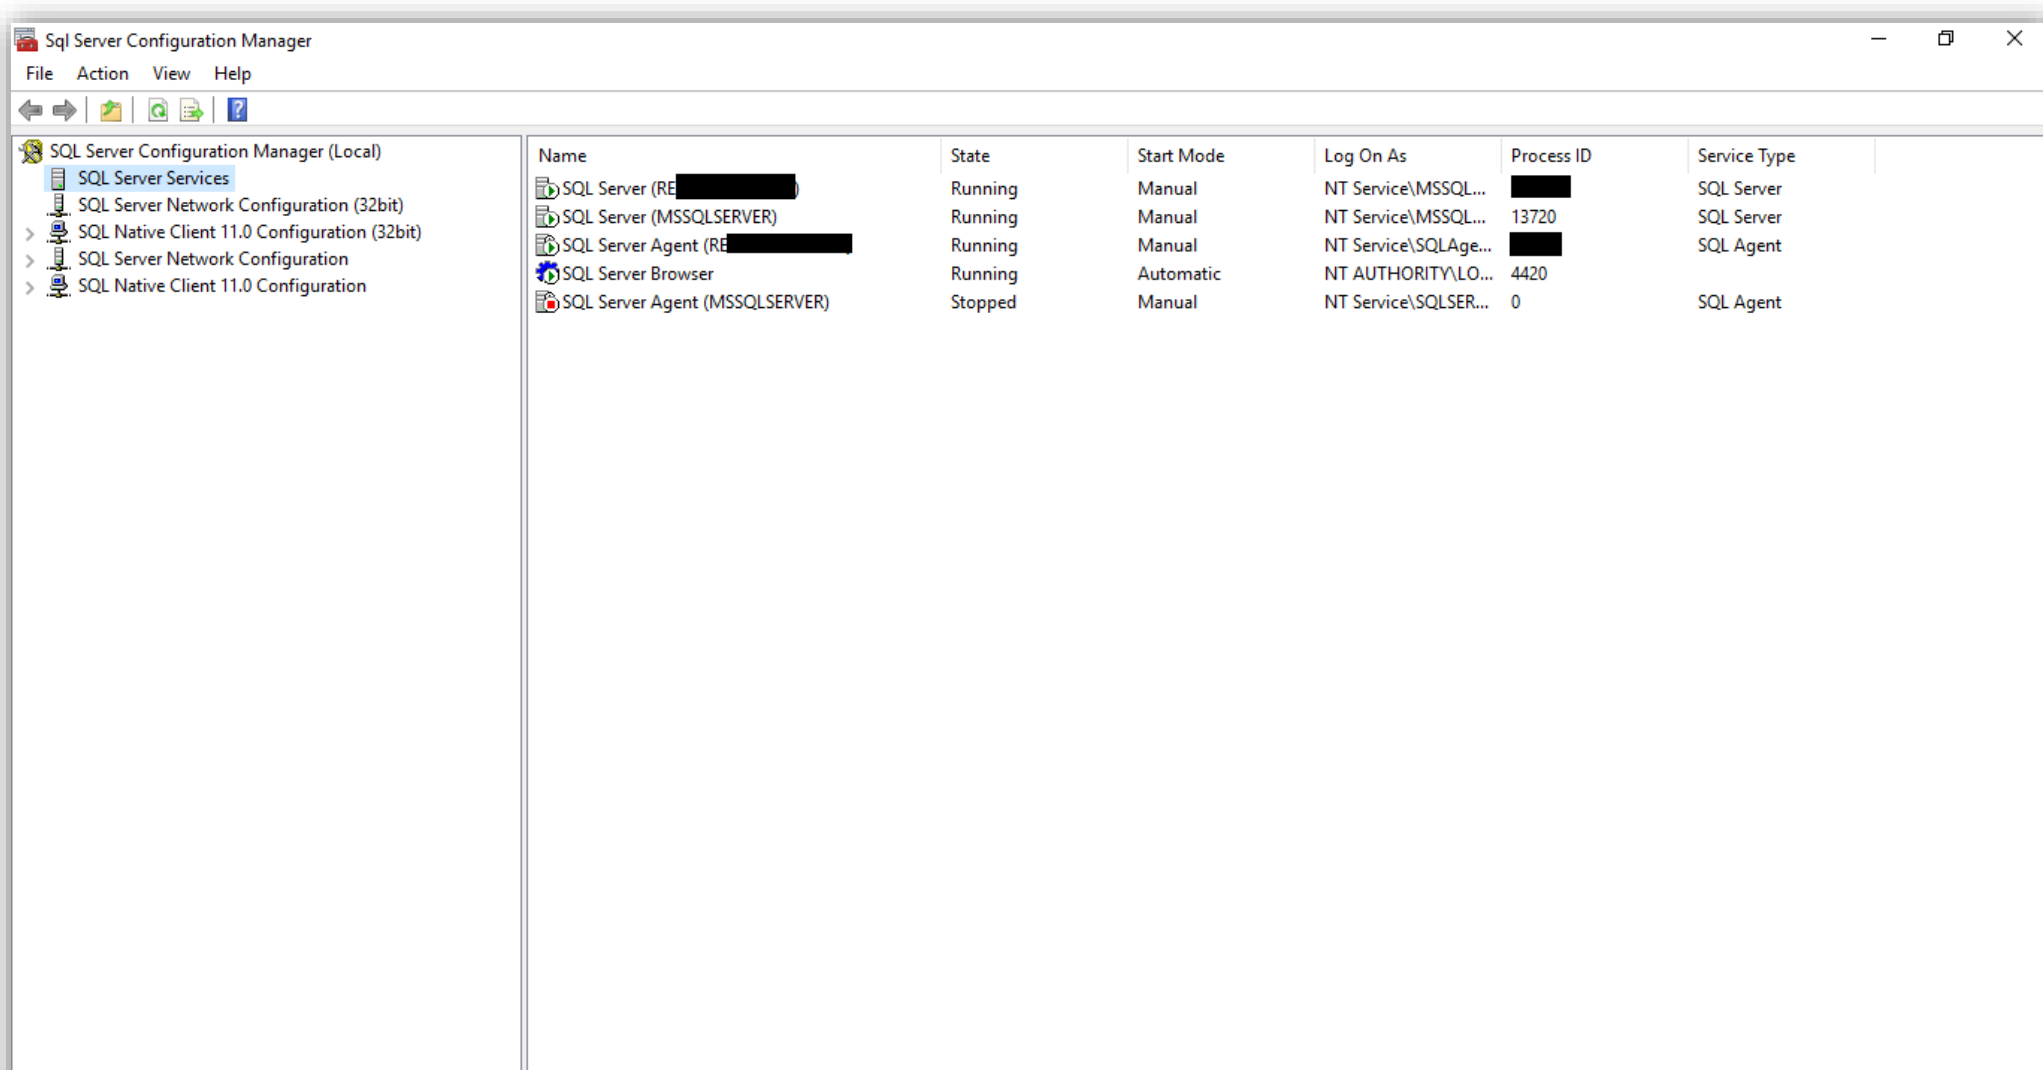 Sql Server Configuration Manager
File Action View Help
SQL Server Configuration Manager (Local)
SQL Server Services
SQL Server Network Configuration (32bit)
SQL Native Client 11.0 Configuration (32bit)
SQL Server Network Configuration
SQL Native Client 11.0 Configuration
Name State Start Mode Log On As Process ID Service Type
SQL Server (RE ) Running Manual NT Service\MSSQL... SQL Server
SQL Server (MSSQLSERVER) Running Manual NT Service\MSSQL... 13720 SQL Server
SQL Server Agent (RE Running Manual NT Service\SQLAge... SQL Agent
SQL Server Browser Running Automatic NT AUTHORITY\LO... 4420
SQL Server Agent (MSSQLSERVER) Stopped Manual NT Service\SQLSER... 0 SQL Agent